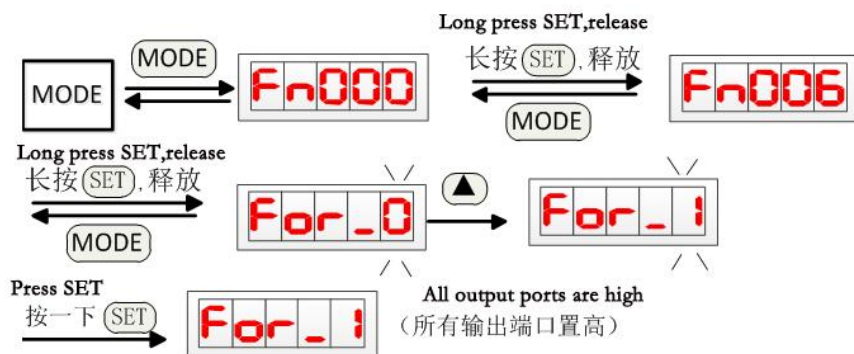 Long press SET,release
MODE
MODE
Fn000
长按 SET, 释放
MODE
Fn006
Long press SET,release
长按 SET, 释放
MODE
For_0
▲
For_1
Press SET
按一下 SET
For_1
All output ports are high
（所有输出端口置高）